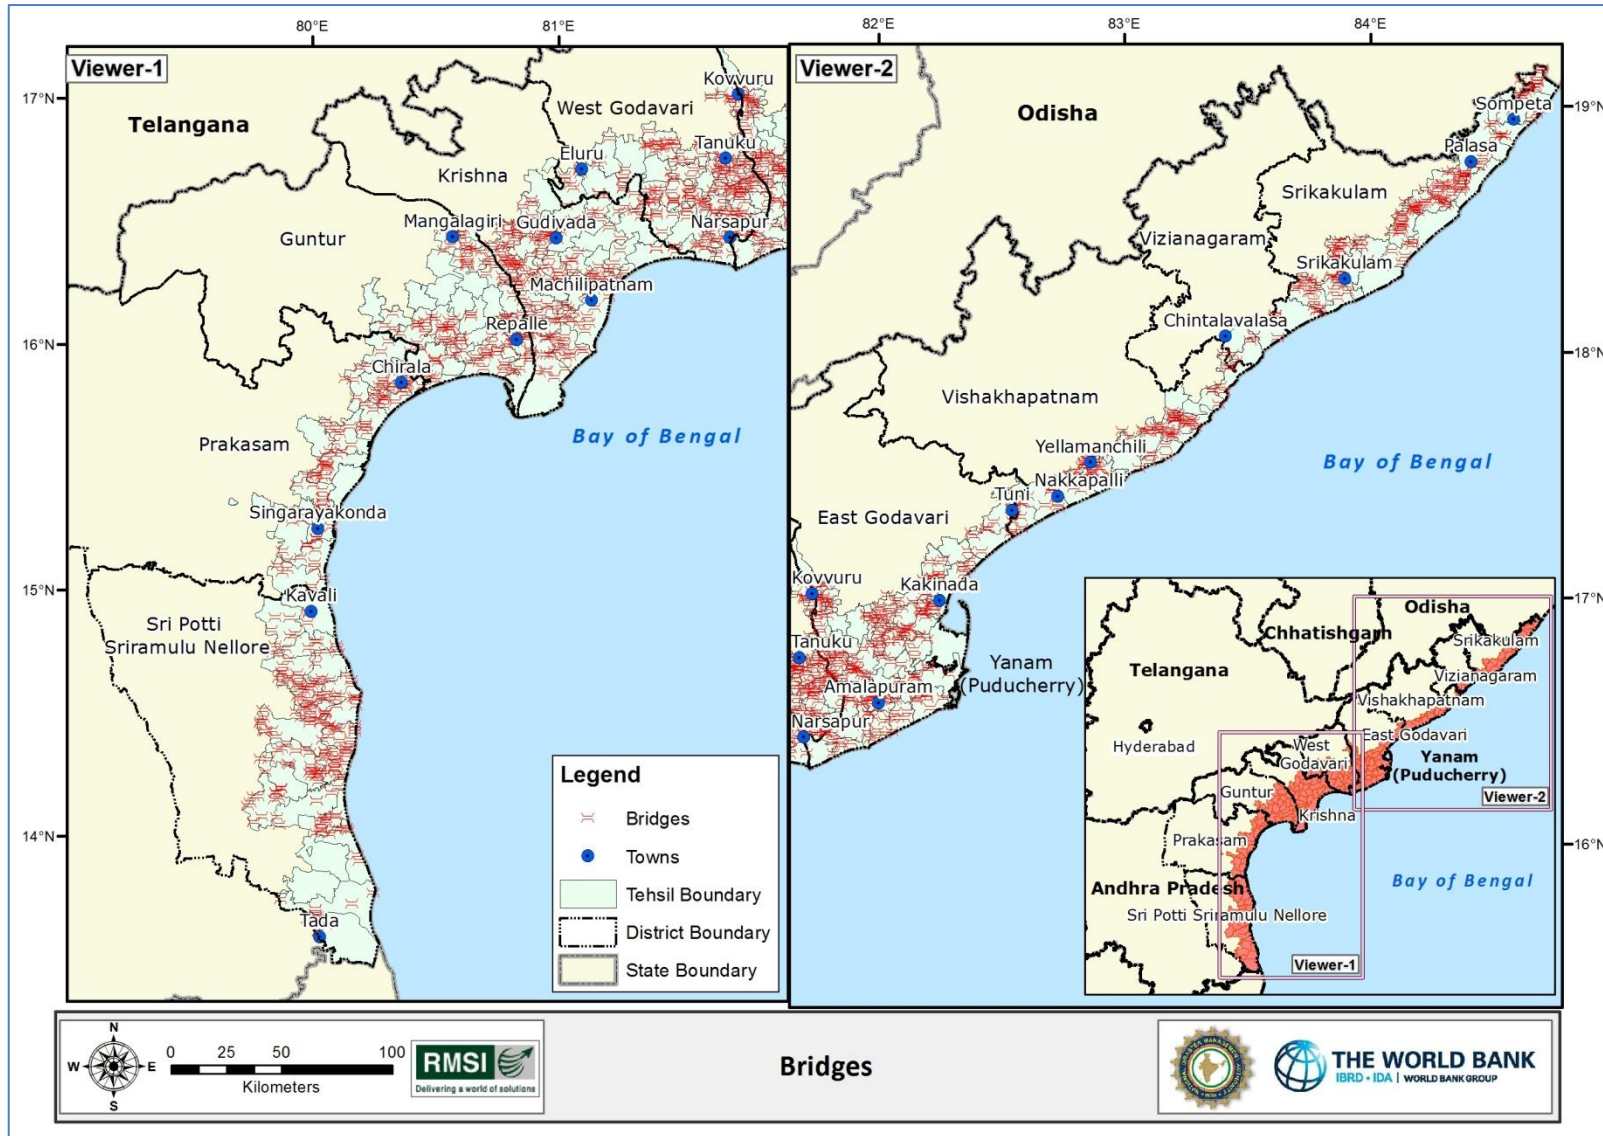 80°E
81°E
82°E
83°E
84°E
Viewer-1
Kovvuru
17°N
West Godavari
Telangana
Tanuku
Eluru
Krishna
Mangalagiri
Gudivada
Narsapur
Guntur
Machilipatnam
Repalle
16°N
Chirala
Bay of Bengal
Prakasam
Singarayakonda
15°N
Kavali
Sri Potti
Sriramulu Nellore
14°N
Tada
Legend
Bridges
Towns
Tehsil Boundary
District Boundary
State Boundary
Viewer-2
Sompeta
19°N
Odisha
Palasa
Srikakulam
Vizianagaram
Srikakulam
Chintalavalasa
18°N
Vishakhapatnam
Yellamanchili
Bay of Bengal
Nakkapalli
Tuni
East Godavari
Kovvuru
Kakinada
17°N
Tanuku
Yanam
(Puducherry)
Amalapuram
Narsapur
Odisha
Chhatishgarh
Srikakulam
Telangana
Vizianagaram
Vishakhapatnam
East Godavari
Hyderabad
West
Godavari
Yanam
(Puducherry)
Guntur
Viewer-2
Krishna
Prakasam
16°N
Andhra Pradesh
Bay of Bengal
Sri Potti Sriramulu Nellore
Viewer-1
N
W
E
S
0 25 50 100
Kilometers
RMSI
Delivering a world of solutions
Bridges
THE WORLD BANK
IBRD • IDA | WORLD BANK GROUP